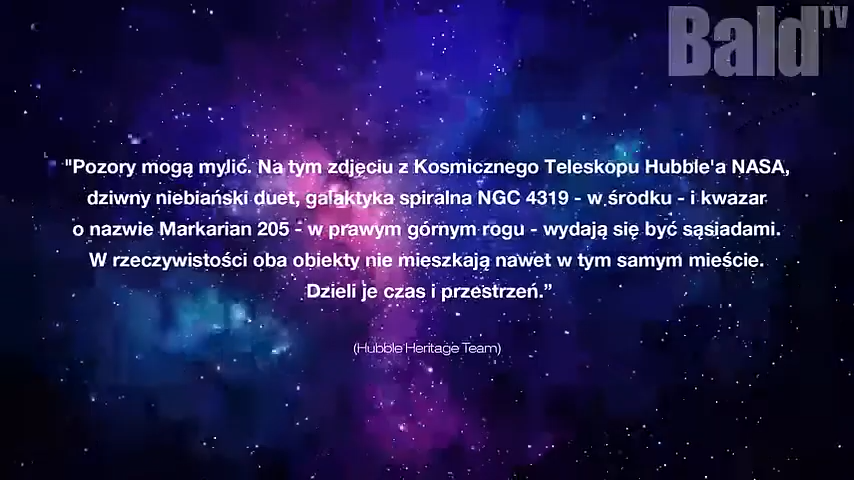 Bald TV
"Pozory mogą mylić. Na tym zdjęciu z Kosmicznego Teleskopu Hubble'a NASA,
dziwny niebiański duet, galaktyka spiralna NGC 4319 - w środku - i kwazar
o nazwie Markarian 205 - w prawym górnym rogu - wydają się być sąsiadami.
W rzeczywistości oba obiekty nie mieszkają nawet w tym samym mieście.
Dzieli je czas i przestrzeń.”
(Hubble Heritage Team)